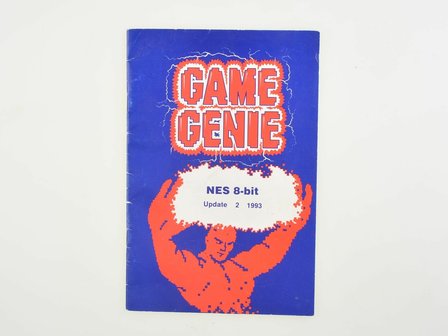 GAME
GENIE
NES 8-bit
Update 2 1993